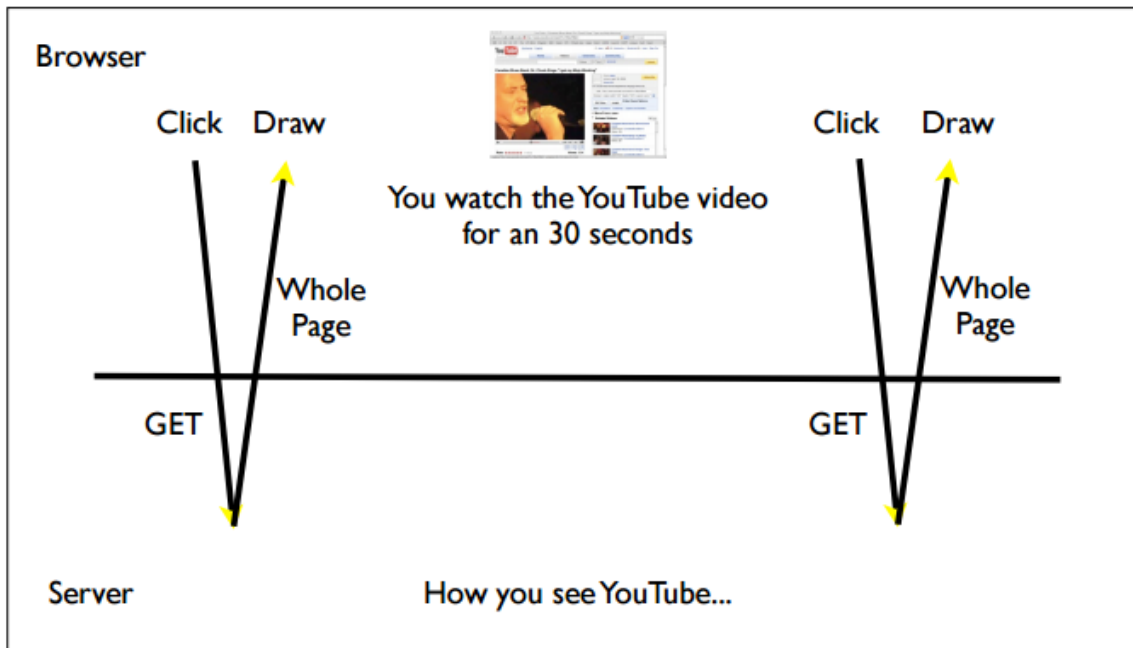 Browser
YouTube
Click Draw
Click Draw
You watch the YouTube video
for an 30 seconds
Whole
Page
Whole
Page
GET
GET
Server
How you see YouTube...